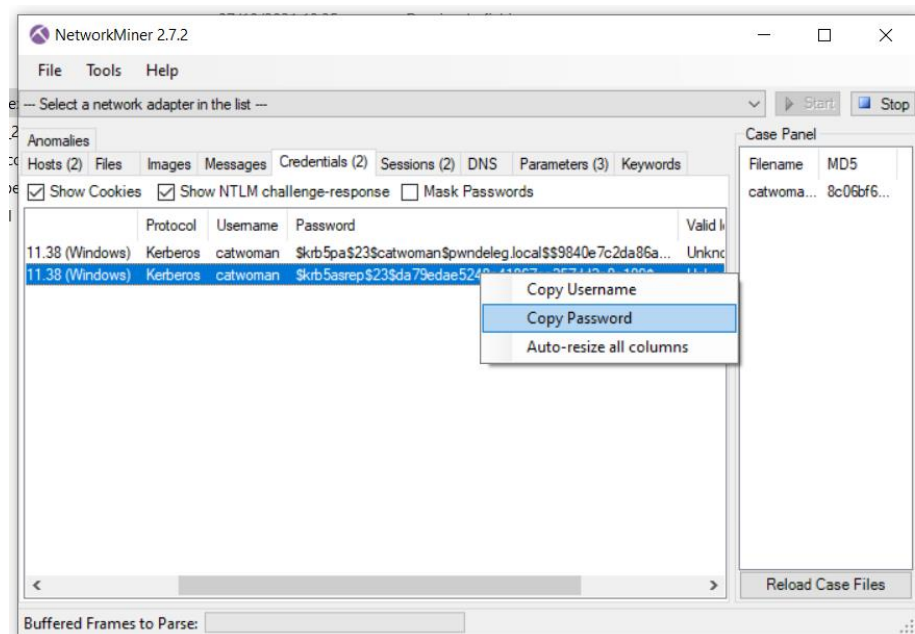 NetworkMiner 2.7.2
File Tools Help
--- Select a network adapter in the list ---
Start Stop
Anomalies
Hosts (2) Files Images Messages Credentials (2) Sessions (2) DNS Parameters (3) Keywords
Show Cookies Show NTLM challenge-response Mask Passwords
Protocol Username Password Valid
11.38 (Windows) Kerberos catwoman $krb5pa$23$catwoman$pwndeleg.local$$9840e7c2da86a... Unkno
11.38 (Windows) Kerberos catwoman
Copy Username
Copy Password
Auto-resize all columns
Case Panel
Filename MD5
catwoma... 8c06bf6...
Reload Case Files
Buffered Frames to Parse: